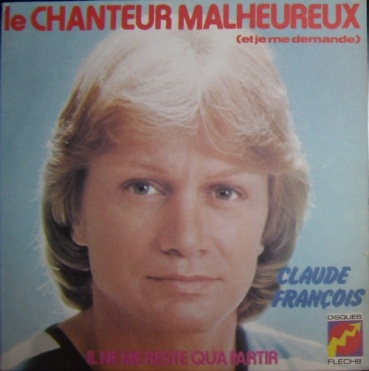 le CHANTEUR MALHEUREUX
(et je me demande)
CLAUDE
FRANÇOIS
DISQUES
FLECHE
IL NE ME RESTE QU'A PARTIR